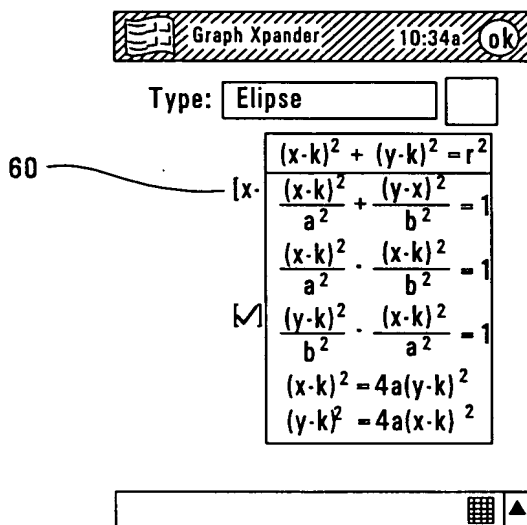 Graph Xpander 10:34a ok
Type: Elipse
(x-k)² + (y-k)² = r²
60
[x- (x-k)²/a² + (y-x)²/b² = 1
(x-k)²/a² · (x-k)²/b² = 1
[✓] (y-k)²/b² · (x-k)²/a² = 1
(x-k)² = 4a(y-k)²
(y-k)² = 4a(x-k)²